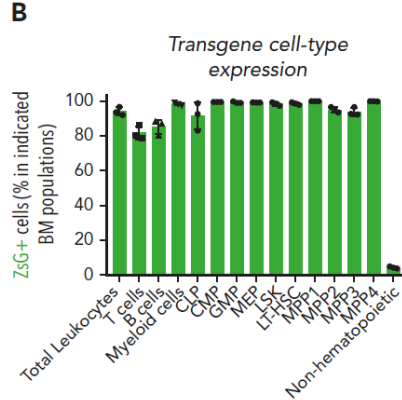 B
Transgene cell-type
expression
ZsG+ cells (% in indicated
BM populations)
100
80
60
40
20
0
Total Leukocytes
T cells
B cells
Myeloid cells
CLP
CMP
GMP
MEP
LSK
LT-HSC
MPP1
MPP2
MPP3
MPP4
Non-hematopoietic